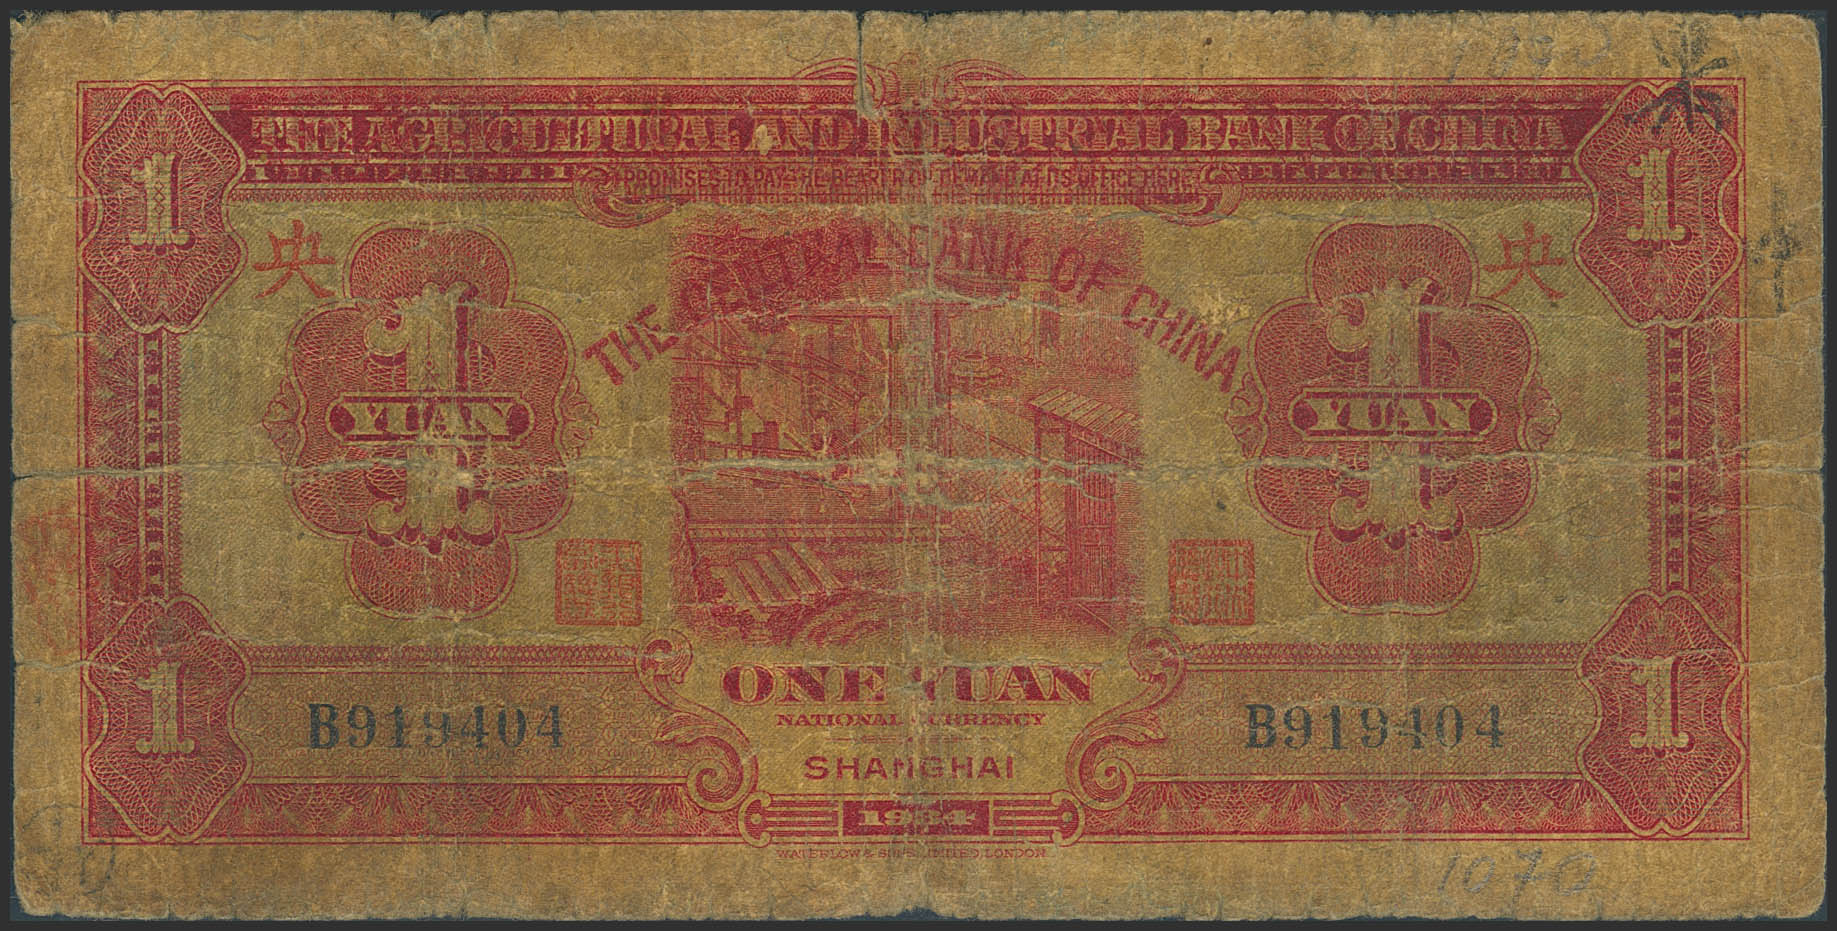 THE AGRICULTURAL AND INDUSTRIAL BANK OF CHINA
PROMISES TO PAY THE BEARER ON DEMAND AT ITS OFFICE HERE
1 1
央 央
THE CENTRAL BANK OF CHINA
1 1
YUAN YUAN
1 1
ONE YUAN
NATIONAL CURRENCY
B919404 B919404
SHANGHAI
1934
WATERLOW & SONS LIMITED, LONDON
1070